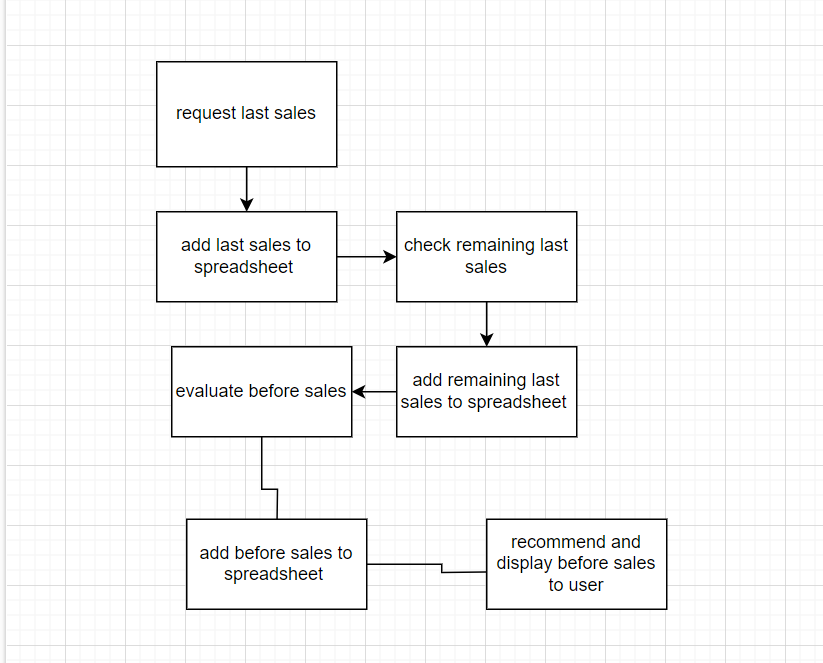 request last sales
add last sales to
spreadsheet
check remaining last
sales
evaluate before sales
add remaining last
sales to spreadsheet
add before sales to
spreadsheet
recommend and
display before sales
to user